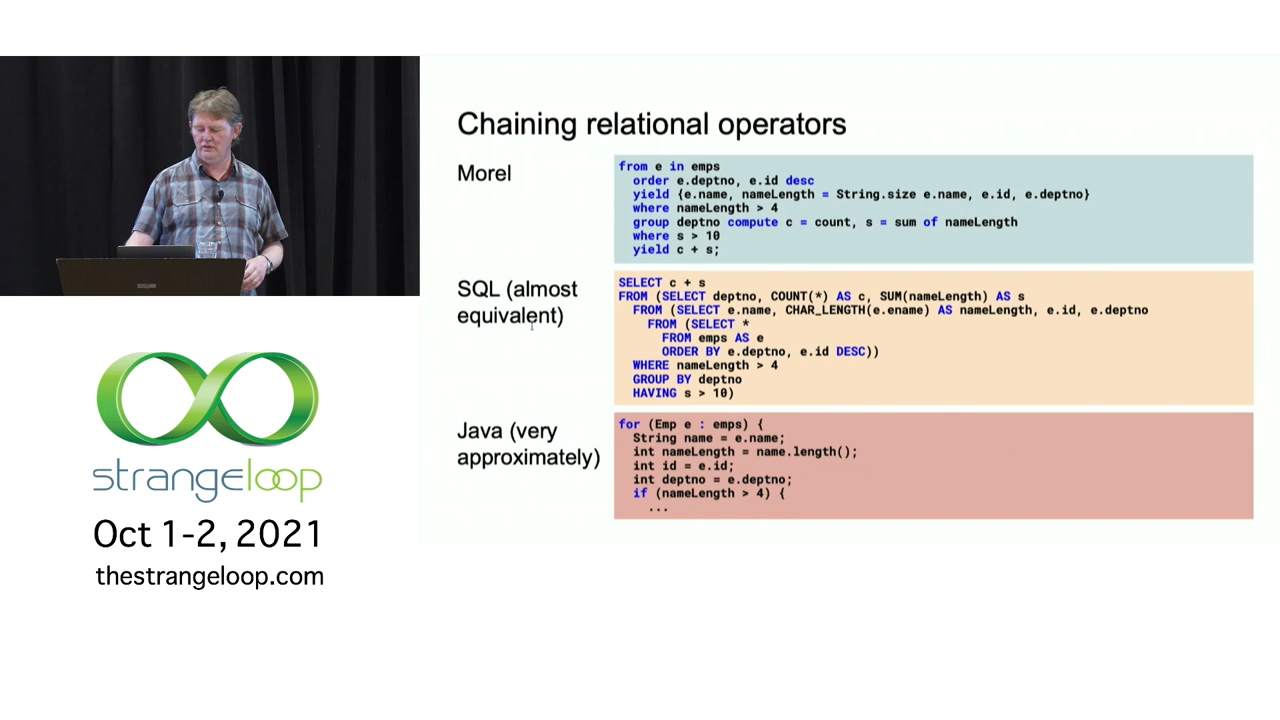 Chaining relational operators
Morel
from e in emps
order e.deptno, e.id desc
yield {e.name, nameLength = String.size e.name, e.id, e.deptno}
where nameLength > 4
group deptno compute c = count, s = sum of nameLength
where s > 10
yield c + s;
SQL (almost
equivalent)
SELECT c + s
FROM (SELECT deptno, COUNT(*) AS c, SUM(nameLength) AS s
FROM (SELECT e.name, CHAR_LENGTH(e.ename) AS nameLength, e.id, e.deptno
FROM (SELECT *
FROM emps AS e
ORDER BY e.deptno, e.id DESC))
WHERE nameLength > 4
GROUP BY deptno
HAVING s > 10)
Java (very
approximately)
for (Emp e : emps) {
String name = e.name;
int nameLength = name.length();
int id = e.id;
int deptno = e.deptno;
if (nameLength > 4) {
...
strangeloop
Oct 1-2, 2021
thestrangeloop.com